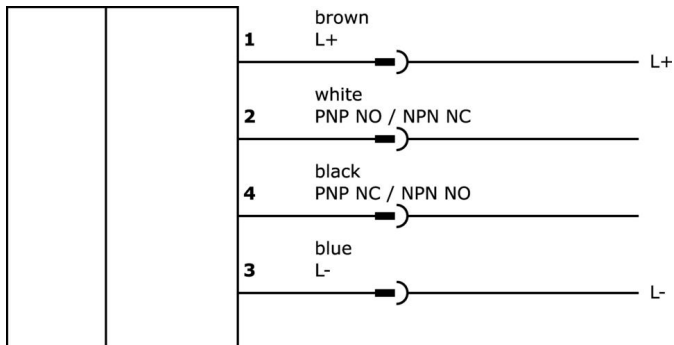 brown
1 L+
L+
white
2 PNP NO / NPN NC
black
4 PNP NC / NPN NO
blue
3 L-
L-